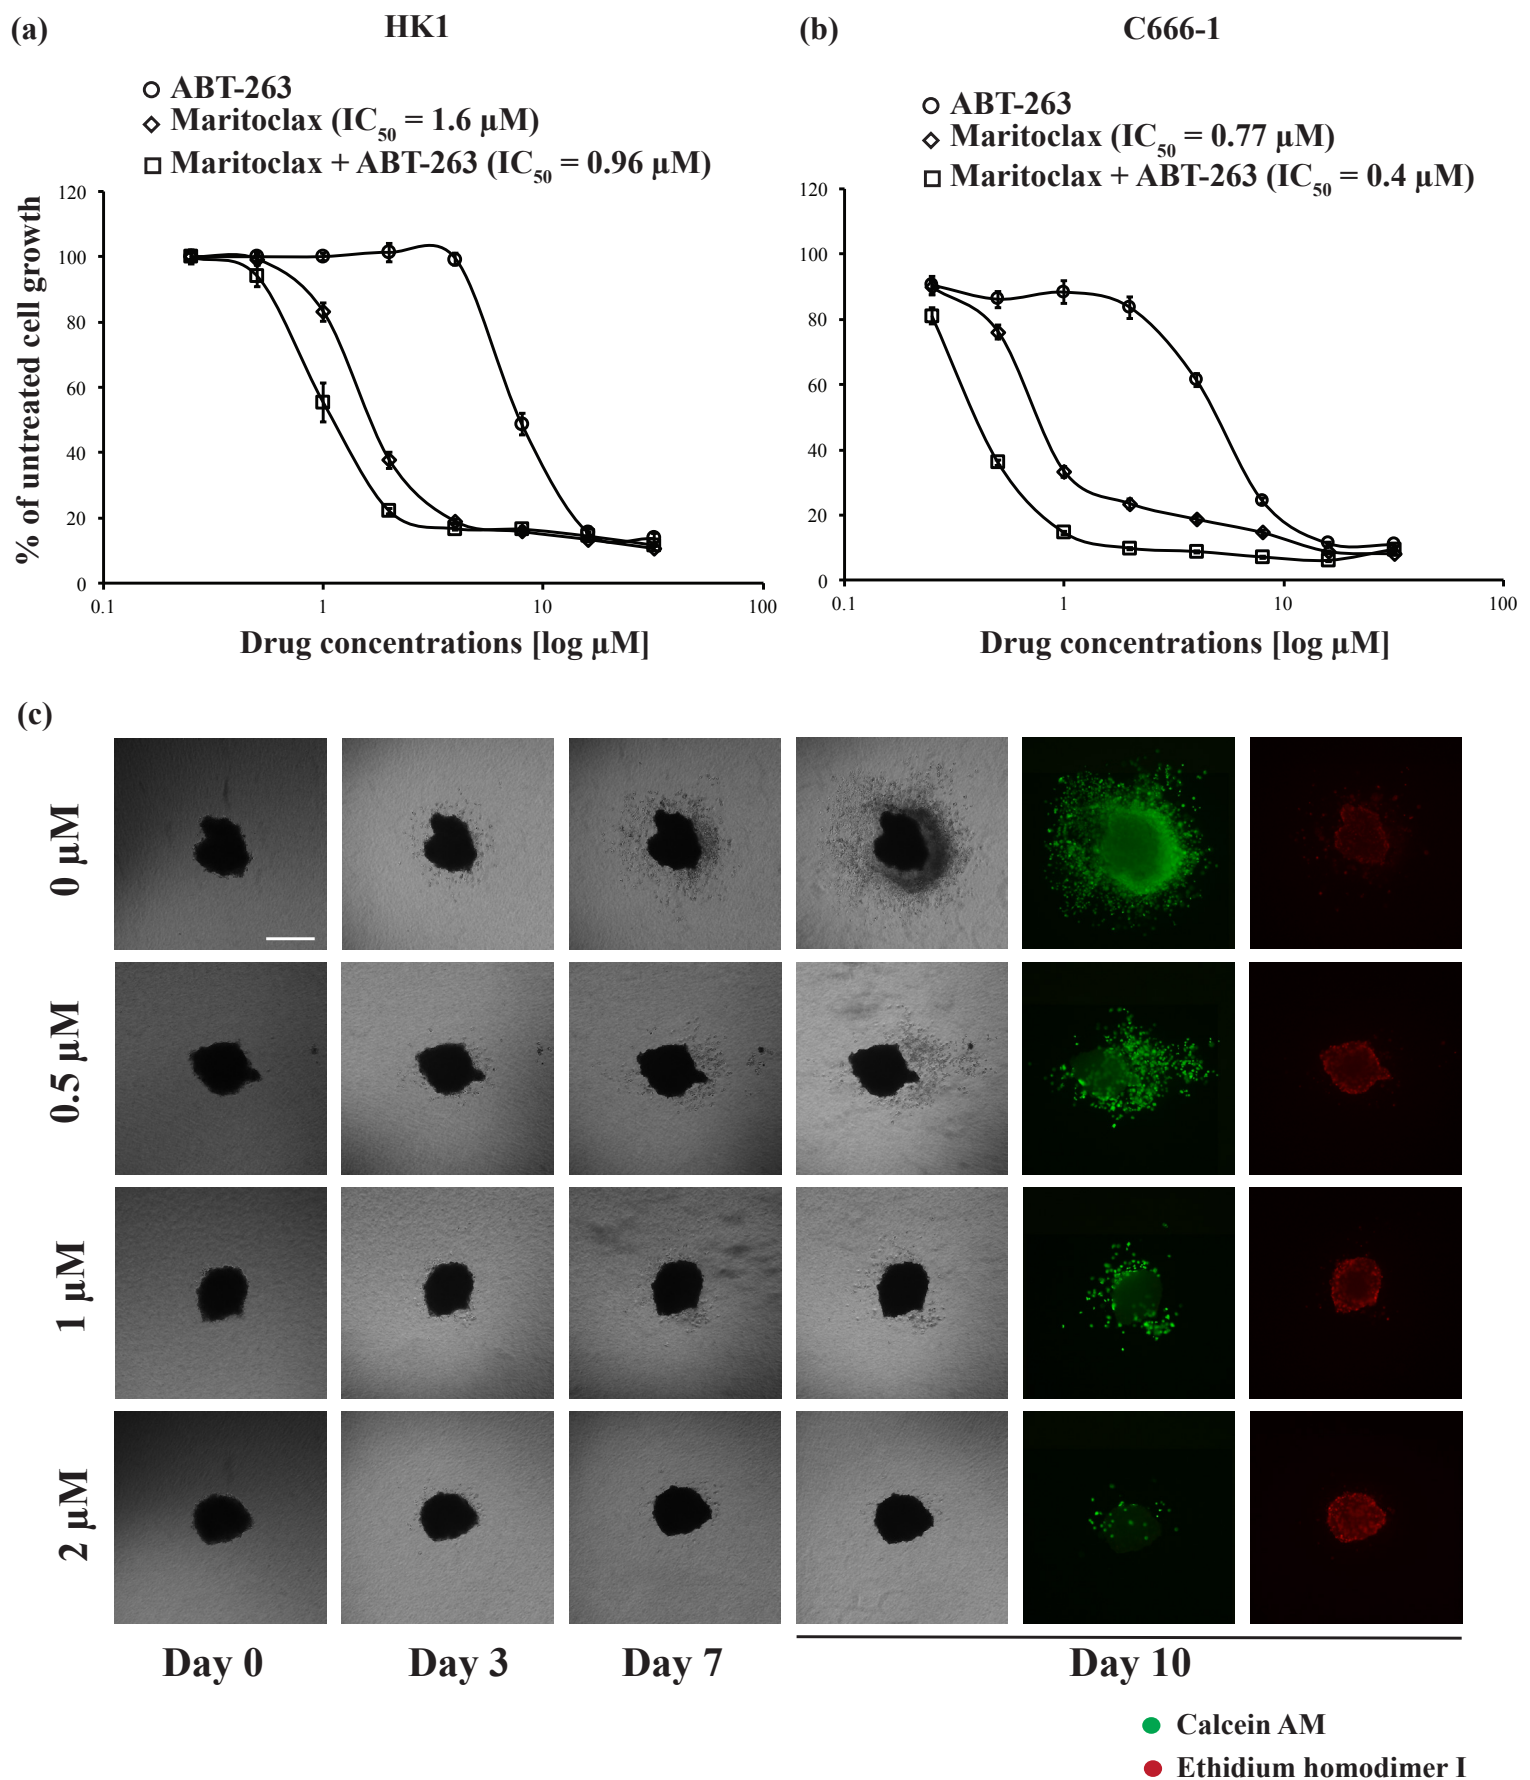 (a)
HK1
ABT-263
Maritoclax (IC50 = 1.6 µM)
Maritoclax + ABT-263 (IC50 = 0.96 µM)
% of untreated cell growth
120
100
80
60
40
20
0
0.1
1
10
100
Drug concentrations [log µM]
(b)
C666-1
ABT-263
Maritoclax (IC50 = 0.77 µM)
Maritoclax + ABT-263 (IC50 = 0.4 µM)
120
100
80
60
40
20
0
0.1
1
10
100
Drug concentrations [log µM]
(c)
0 µM
0.5 µM
1 µM
2 µM
Day 0
Day 3
Day 7
Day 10
Calcein AM
Ethidium homodimer I